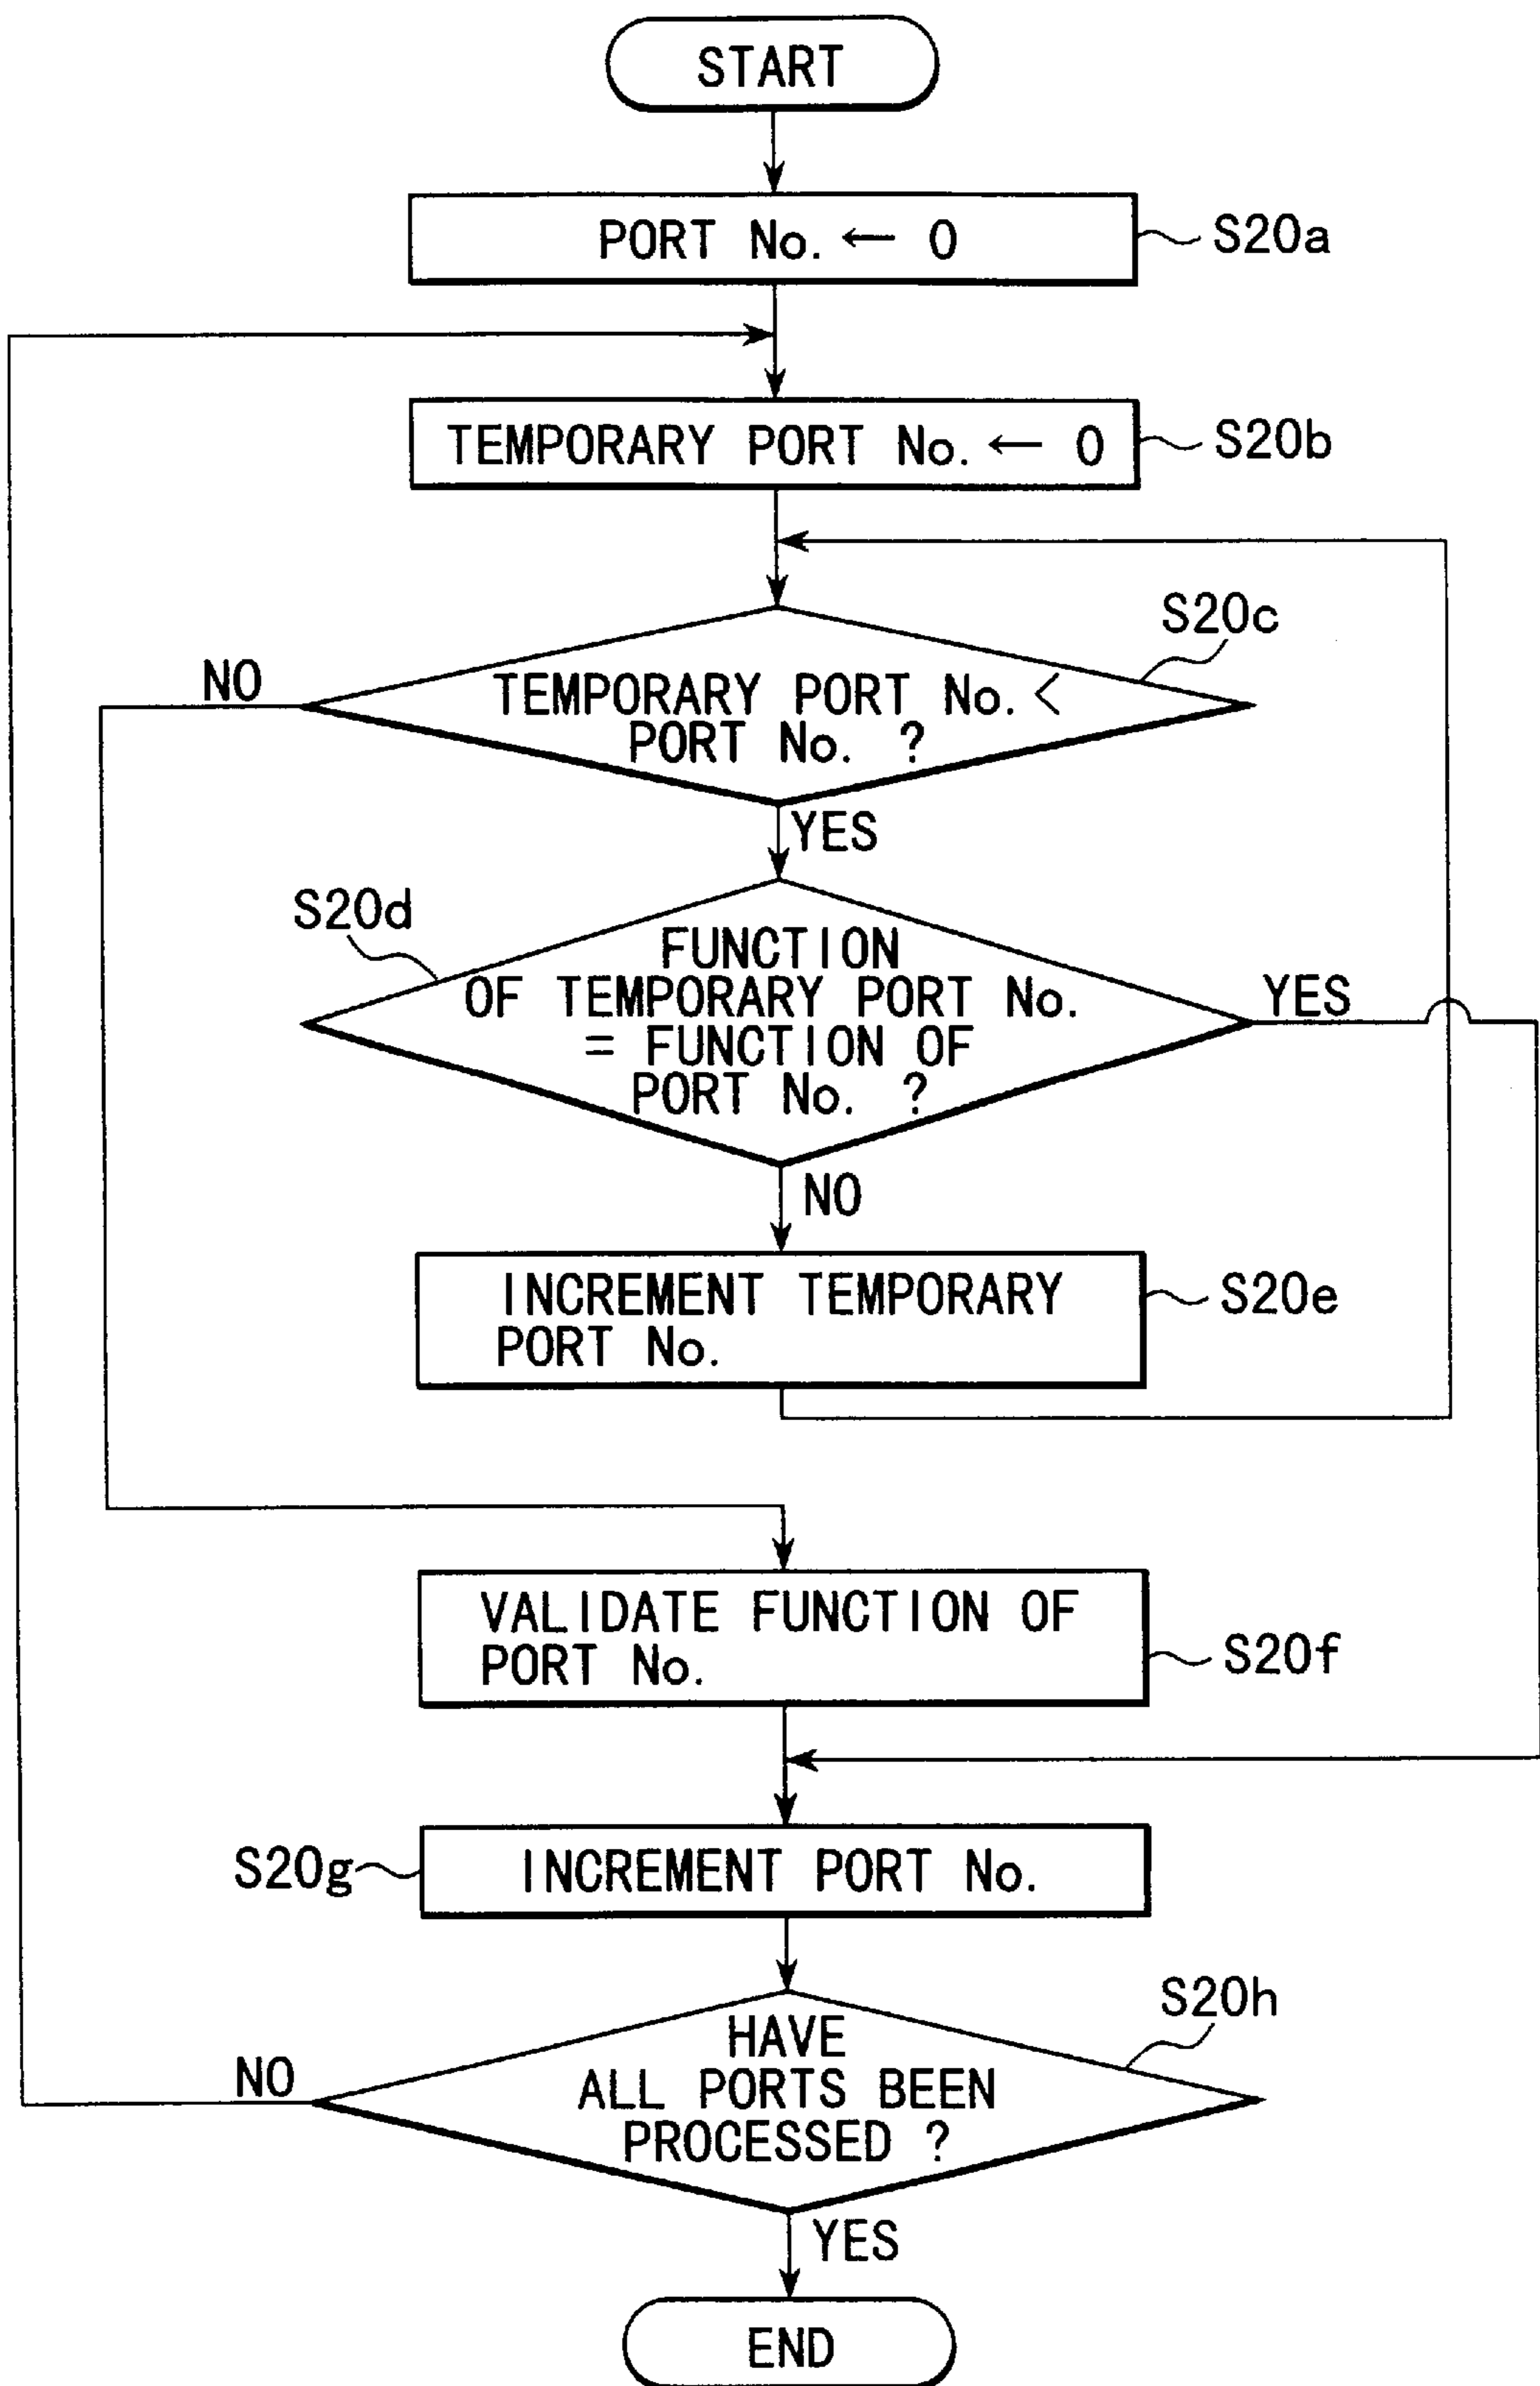 START
PORT No. ← 0
S20a
TEMPORARY PORT No. ← 0
S20b
S20c
NO
TEMPORARY PORT No. <
PORT No. ?
YES
S20d
FUNCTION
OF TEMPORARY PORT No.
= FUNCTION OF
PORT No. ?
YES
NO
INCREMENT TEMPORARY
PORT No.
S20e
VALIDATE FUNCTION OF
PORT No.
S20f
S20g
INCREMENT PORT No.
S20h
NO
HAVE
ALL PORTS BEEN
PROCESSED ?
YES
END